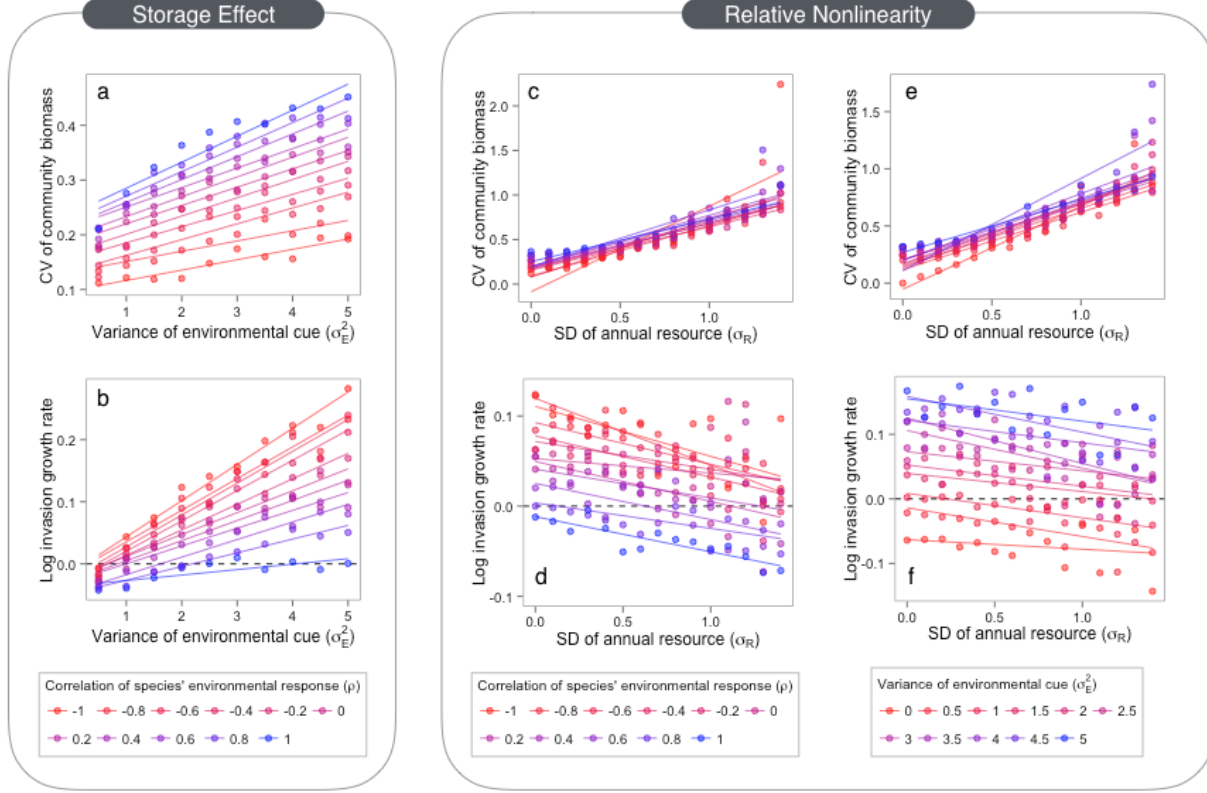 Storage Effect
Relative Nonlinearity
a
CV of community biomass
0.4
0.3
0.2
0.1
1 2 3 4 5
Variance of environmental cue (σ²E)
b
Log invasion growth rate
0.2
0.1
0.0
1 2 3 4 5
Variance of environmental cue (σ²E)
Correlation of species' environmental response (ρ)
-1 -0.8 -0.6 -0.4 -0.2 0
0.2 0.4 0.6 0.8 1
c
CV of community biomass
2.0
1.5
1.0
0.5
0.0
0.0 0.5 1.0
SD of annual resource (σR)
d
Log invasion growth rate
0.1
0.0
-0.1
0.0 0.5 1.0
SD of annual resource (σR)
Correlation of species' environmental response (ρ)
-1 -0.8 -0.6 -0.4 -0.2 0
0.2 0.4 0.6 0.8 1
e
CV of community biomass
1.5
1.0
0.5
0.0
0.0 0.5 1.0
SD of annual resource (σR)
f
Log invasion growth rate
0.1
0.0
-0.1
0.0 0.5 1.0
SD of annual resource (σR)
Variance of environmental cue (σ²E)
0 0.5 1 1.5 2 2.5
3 3.5 4 4.5 5